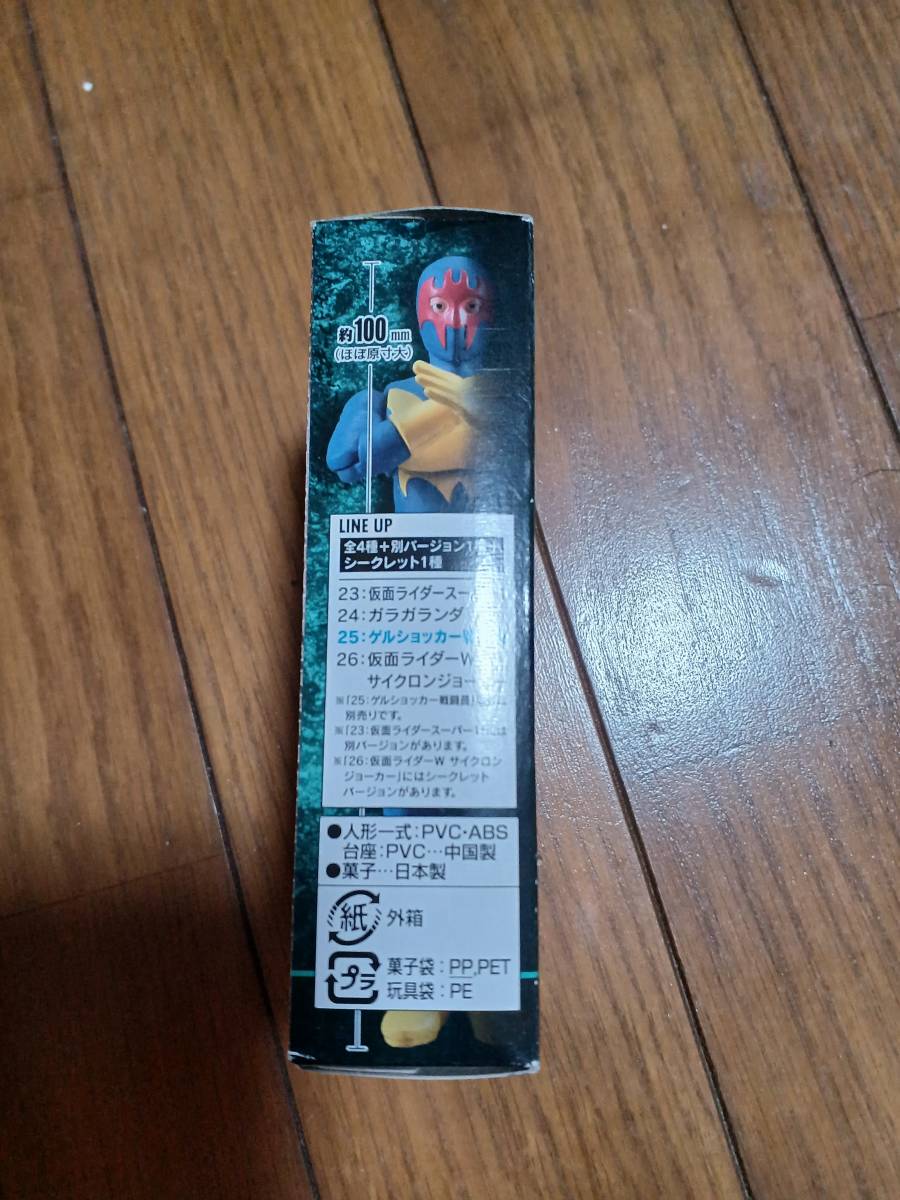 約100mm
(ほぼ原寸大)
LINE UP
全4種+別バージョン1種+
シークレット1種
23:仮面ライダースー
24:ガラガランダ
25:ゲルショッカー
26:仮面ライダーW
サイクロンジョーカー
※「25:ゲルショッカー戦闘員」
別売りです。
※「23:仮面ライダースーパー1」には
別バージョンがあります。
※「26:仮面ライダーW サイクロン
ジョーカー」にはシークレット
バージョンがあります。
●人形一式:PVC・ABS
台座:PVC…中国製
●菓子…日本製
紙 外箱
プラ 菓子袋:PP,PET
玩具袋:PE